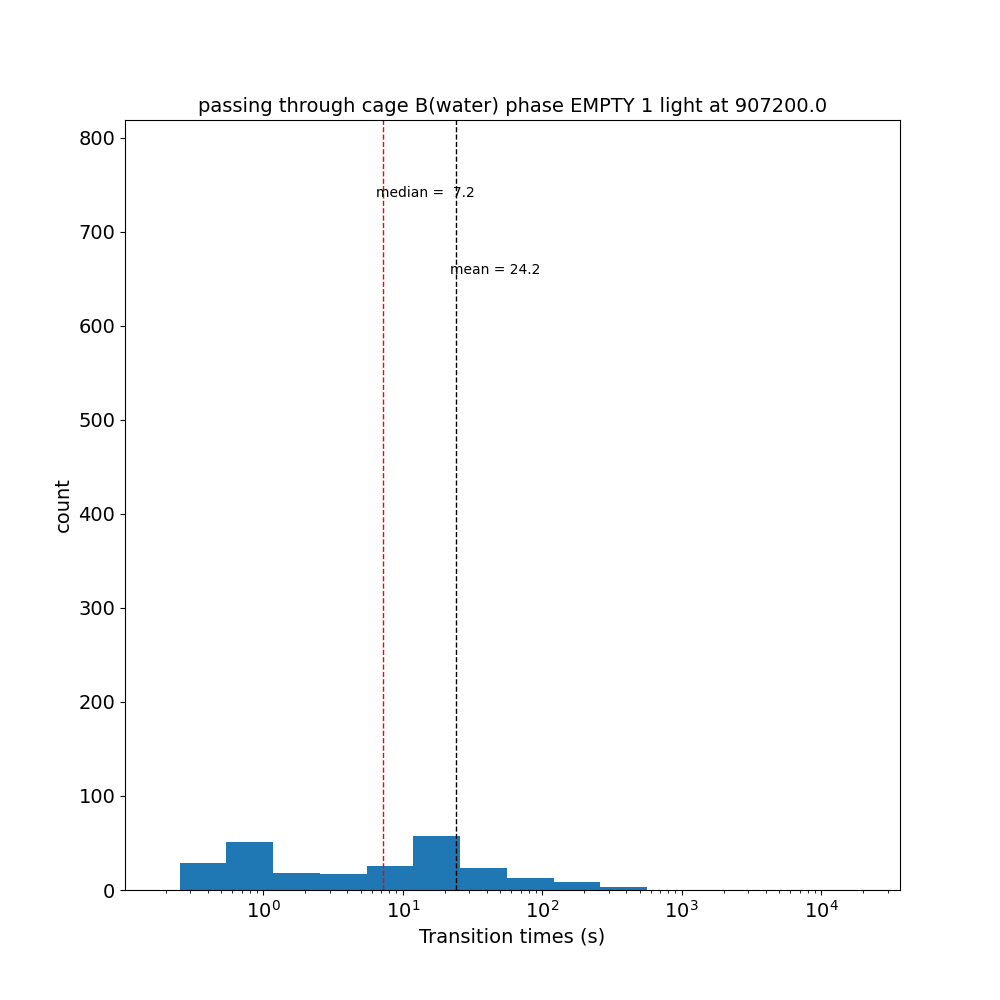 passing through cage B(water) phase EMPTY 1 light at 907200.0
800
700
600
500
400
300
200
100
0
count
median =  7.2
mean = 24.2
10^0 10^1 10^2 10^3 10^4
Transition times (s)